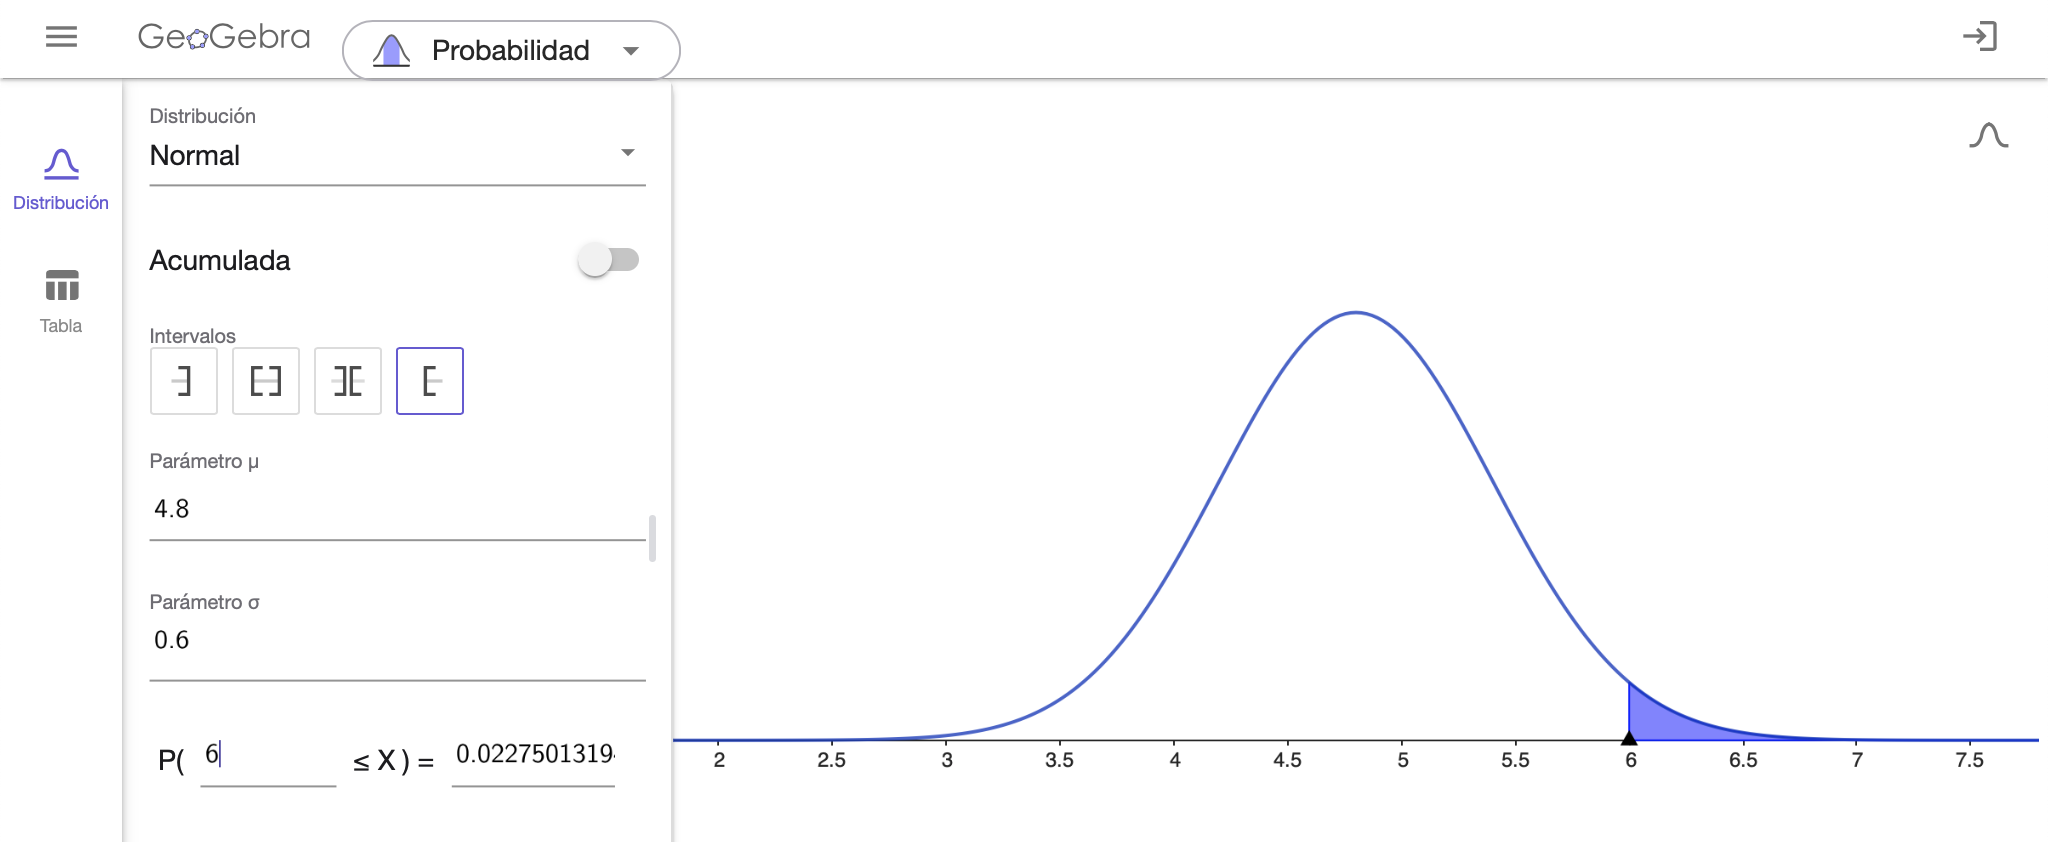 GeoGebra
Probabilidad
Distribución
Tabla
Distribución
Normal
Acumulada
Intervalos
Parámetro μ
4.8
Parámetro σ
0.6
P( 6 ≤ X ) = 0.0227501319
2 2.5 3 3.5 4 4.5 5 5.5 6 6.5 7 7.5